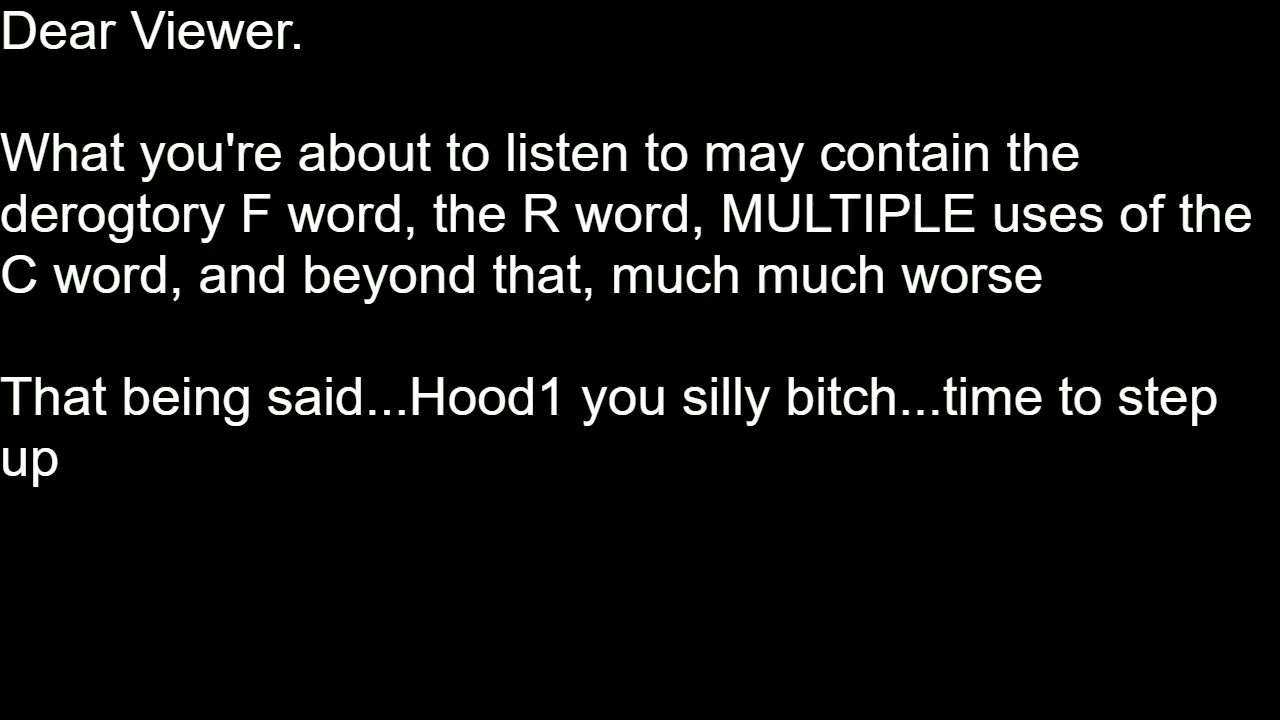 Dear Viewer.
What you're about to listen to may contain the
derogtory F word, the R word, MULTIPLE uses of the
C word, and beyond that, much much worse
That being said...Hood1 you silly bitch...time to step
up